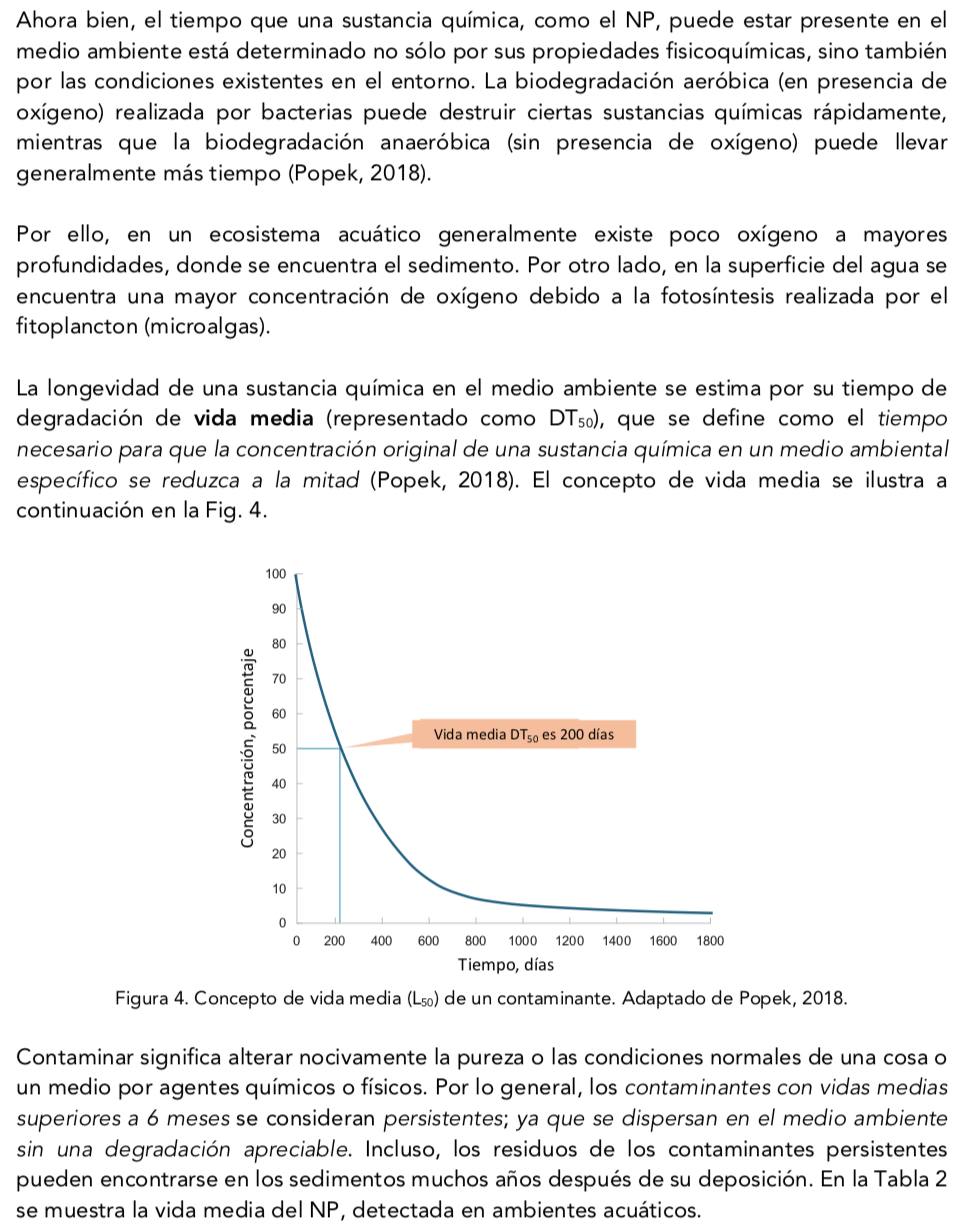 Ahora bien, el tiempo que una sustancia química, como el NP, puede estar presente en el
medio ambiente está determinado no sólo por sus propiedades fisicoquímicas, sino también
por las condiciones existentes en el entorno. La biodegradación aeróbica (en presencia de
oxígeno) realizada por bacterias puede destruir ciertas sustancias químicas rápidamente,
mientras que la biodegradación anaeróbica (sin presencia de oxígeno) puede llevar
generalmente más tiempo (Popek, 2018).
Por ello, en un ecosistema acuático generalmente existe poco oxígeno a mayores
profundidades, donde se encuentra el sedimento. Por otro lado, en la superficie del agua se
encuentra una mayor concentración de oxígeno debido a la fotosíntesis realizada por el
fitoplancton (microalgas).
La longevidad de una sustancia química en el medio ambiente se estima por su tiempo de
degradación de vida media (representado como DT50), que se define como el tiempo
necesario para que la concentración original de una sustancia química en un medio ambiental
específico se reduzca a la mitad (Popek, 2018). El concepto de vida media se ilustra a
continuación en la Fig. 4.
100
90
80
70
60
50
40
30
20
10
0
Concentración, porcentaje
Vida media DT50 es 200 días
0 200 400 600 800 1000 1200 1400 1600 1800
Tiempo, días
Figura 4. Concepto de vida media (L50) de un contaminante. Adaptado de Popek, 2018.
Contaminar significa alterar nocivamente la pureza o las condiciones normales de una cosa o
un medio por agentes químicos o físicos. Por lo general, los contaminantes con vidas medias
superiores a 6 meses se consideran persistentes; ya que se dispersan en el medio ambiente
sin una degradación apreciable. Incluso, los residuos de los contaminantes persistentes
pueden encontrarse en los sedimentos muchos años después de su deposición. En la Tabla 2
se muestra la vida media del NP, detectada en ambientes acuáticos.